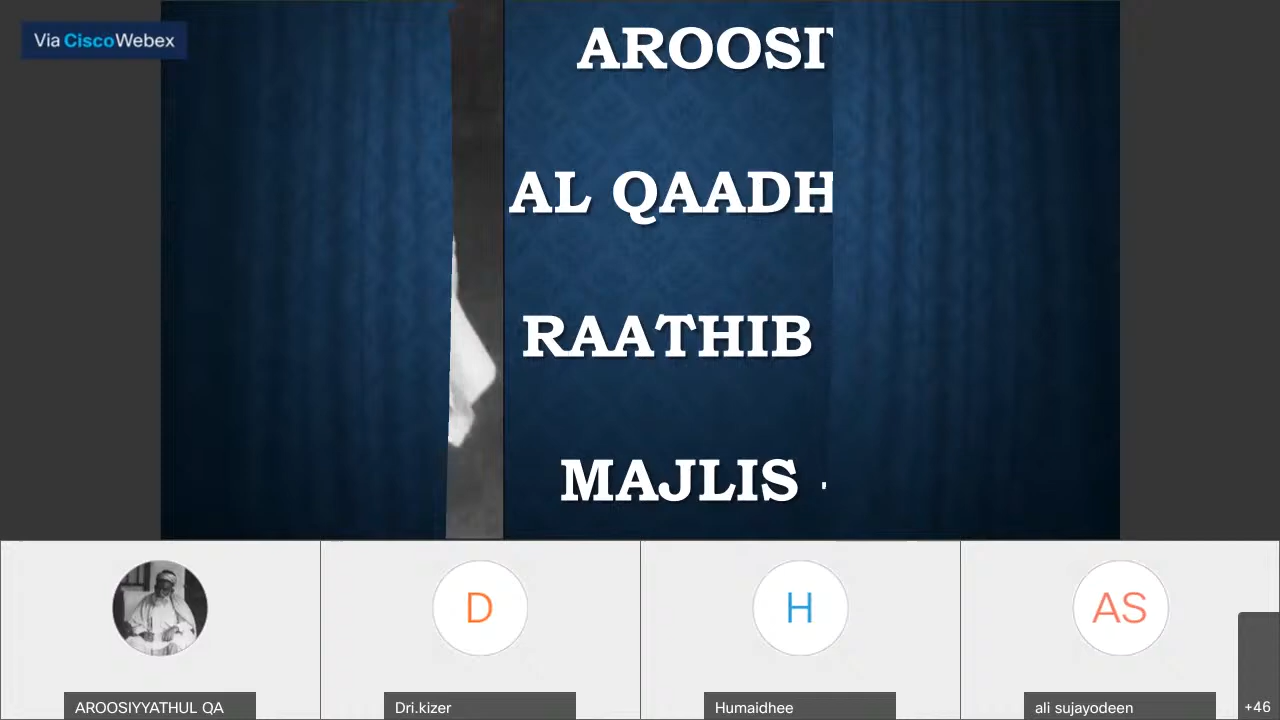 Via CiscoWebex
AROOSI
AL QAADH
RAATHIB
MAJLIS
D
H
AS
AROOSIYYATHUL QA
Dri.kizer
Humaidhee
ali sujayodeen
+46